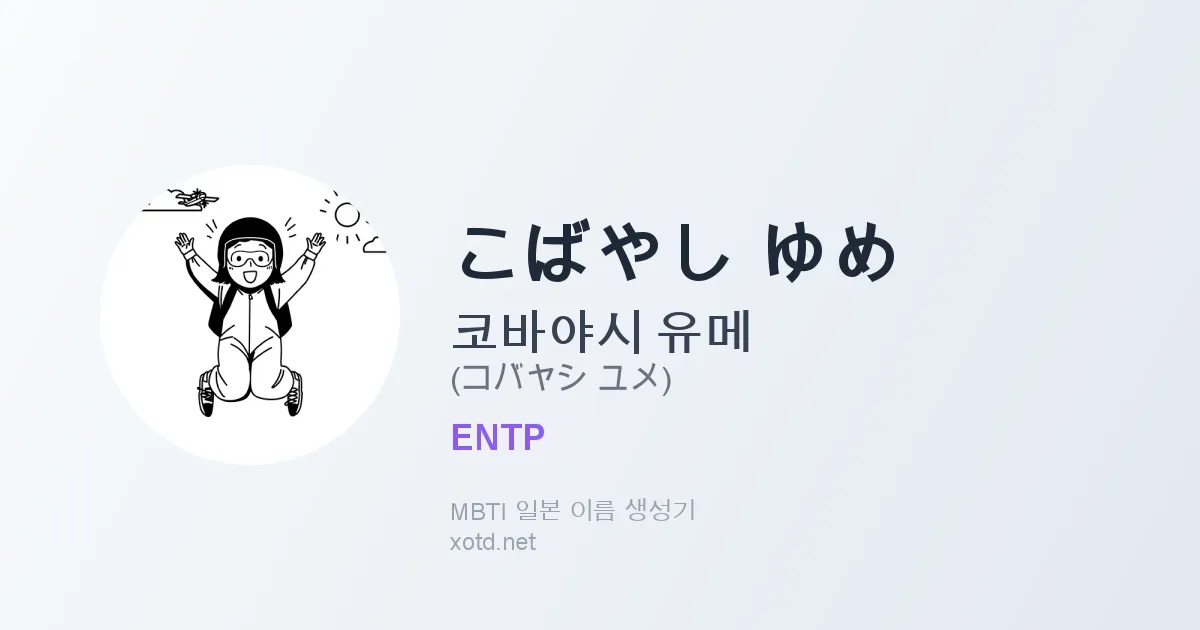 こばやし ゆめ
코바야시 유메
(コバヤシ ユメ)
ENTP
MBTI 일본 이름 생성기
xotd.net